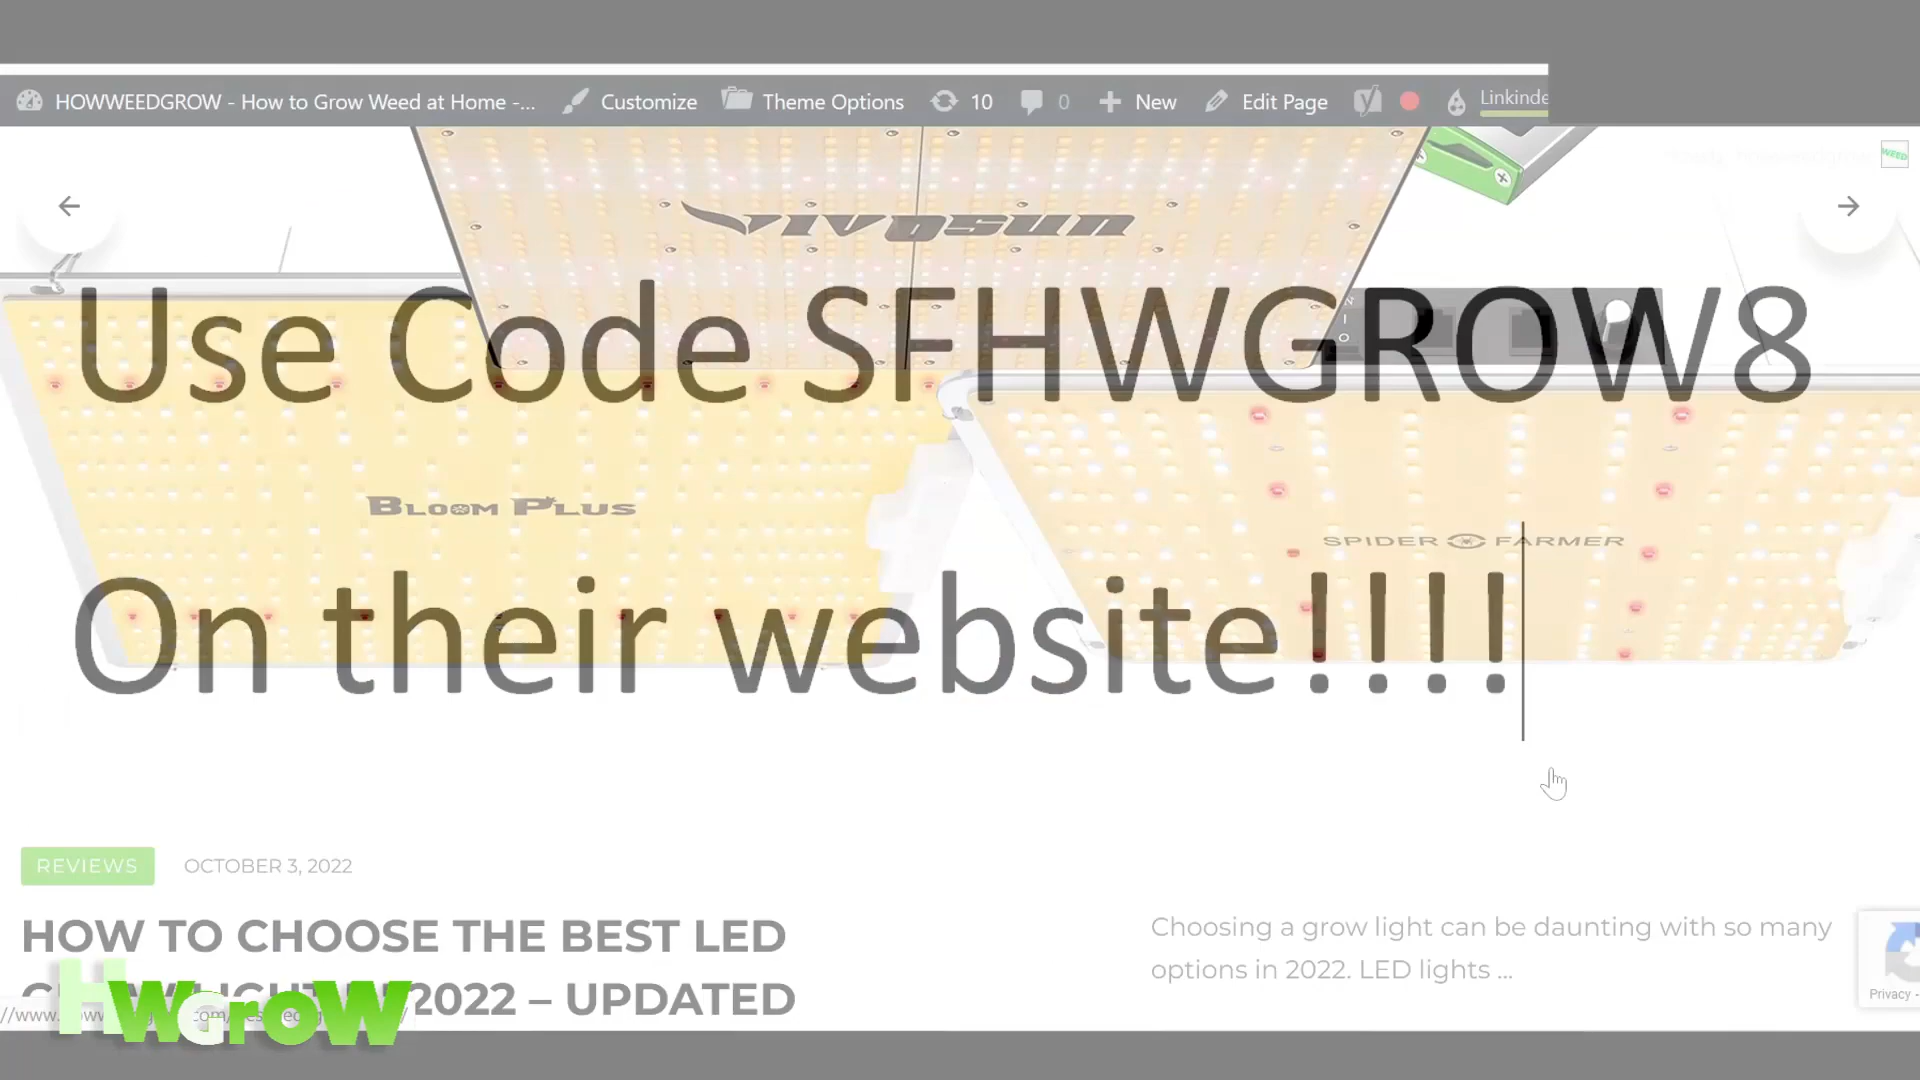 HOWWEEDGROW - How to Grow Weed at Home -... Customize Theme Options 10 0 New Edit Page Linkinde
WEED
VIVOSUN
Use Code SFHWGROW8
BLOOM PLUS
SPIDER FARMER
On their website!!!!
REVIEWS OCTOBER 3, 2022
HOW TO CHOOSE THE BEST LED
2022 – UPDATED
Choosing a grow light can be daunting with so many
options in 2022. LED lights ...
Privacy -
HWGroW